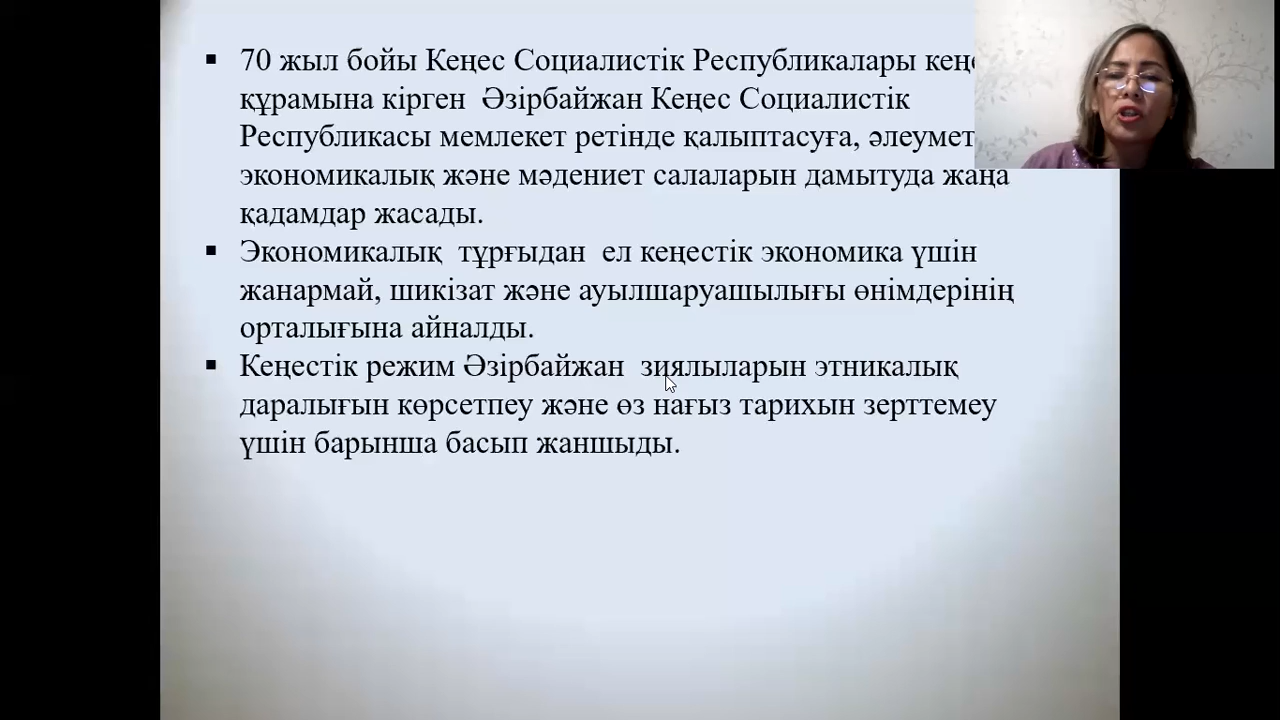 70 жыл бойы Кеңес Социалистік Республикалары
құрамына кірген Әзірбайжан Кеңес Социалистік
Республикасы мемлекет ретінде қалыптасуға,
экономикалық және мәдениет салаларын дамытуда жаңа
қадамдар жасады.
Экономикалық тұрғыдан ел кеңестік экономика үшін
жанармай, шикізат және ауылшаруашылығы өнімдерінің
орталығына айналды.
Кеңестік режим Әзірбайжан зиялыларын этникалық
даралығын көрсетпеу және өз нағыз тарихын зерттемеу
үшін барынша басып жаншыды.